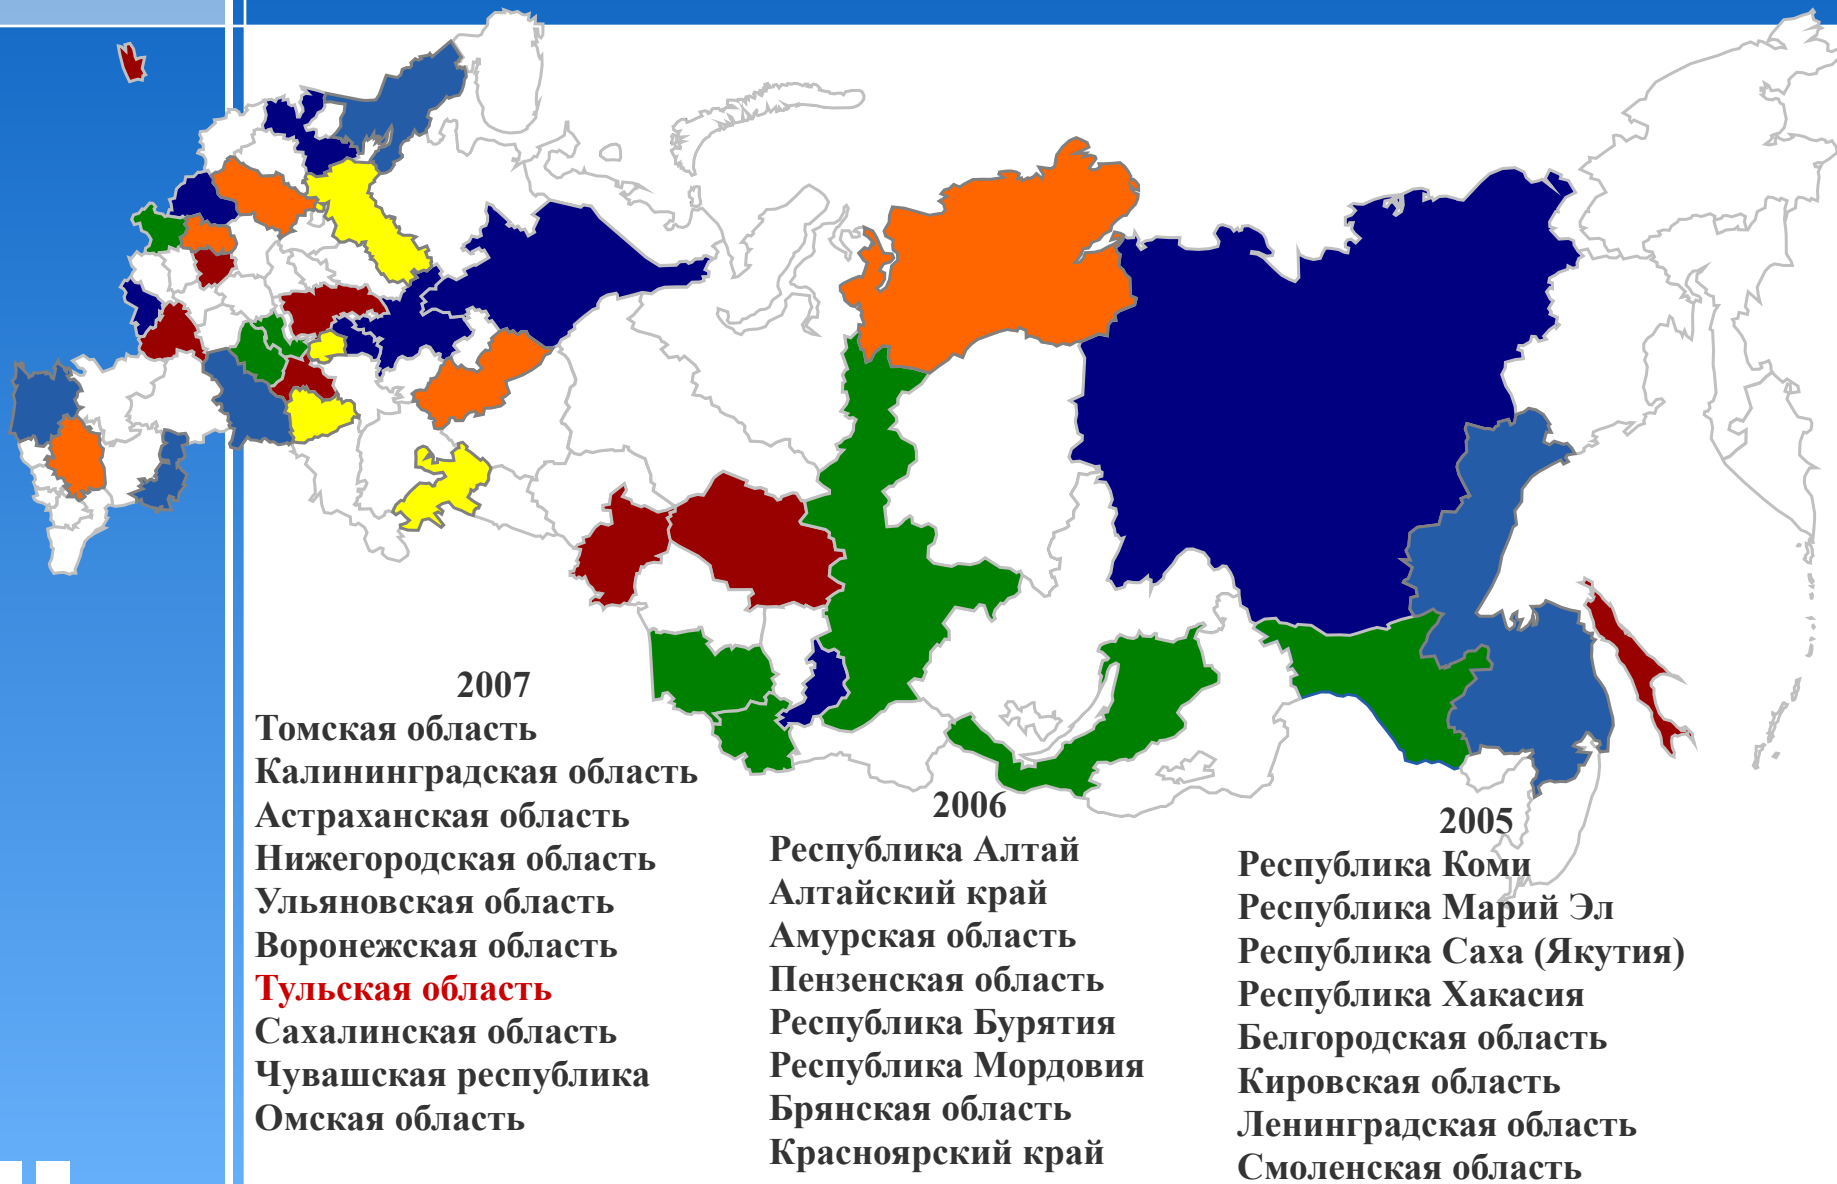 2007
Томская область
Калининградская область
Астраханская область
Нижегородская область
Ульяновская область
Воронежская область
Тульская область
Сахалинская область
Чувашская республика
Омская область
2006
Республика Алтай
Алтайский край
Амурская область
Пензенская область
Республика Бурятия
Республика Мордовия
Брянская область
Красноярский край
2005
Республика Коми
Республика Марий Эл
Республика Саха (Якутия)
Республика Хакасия
Белгородская область
Кировская область
Ленинградская область
Смоленская область